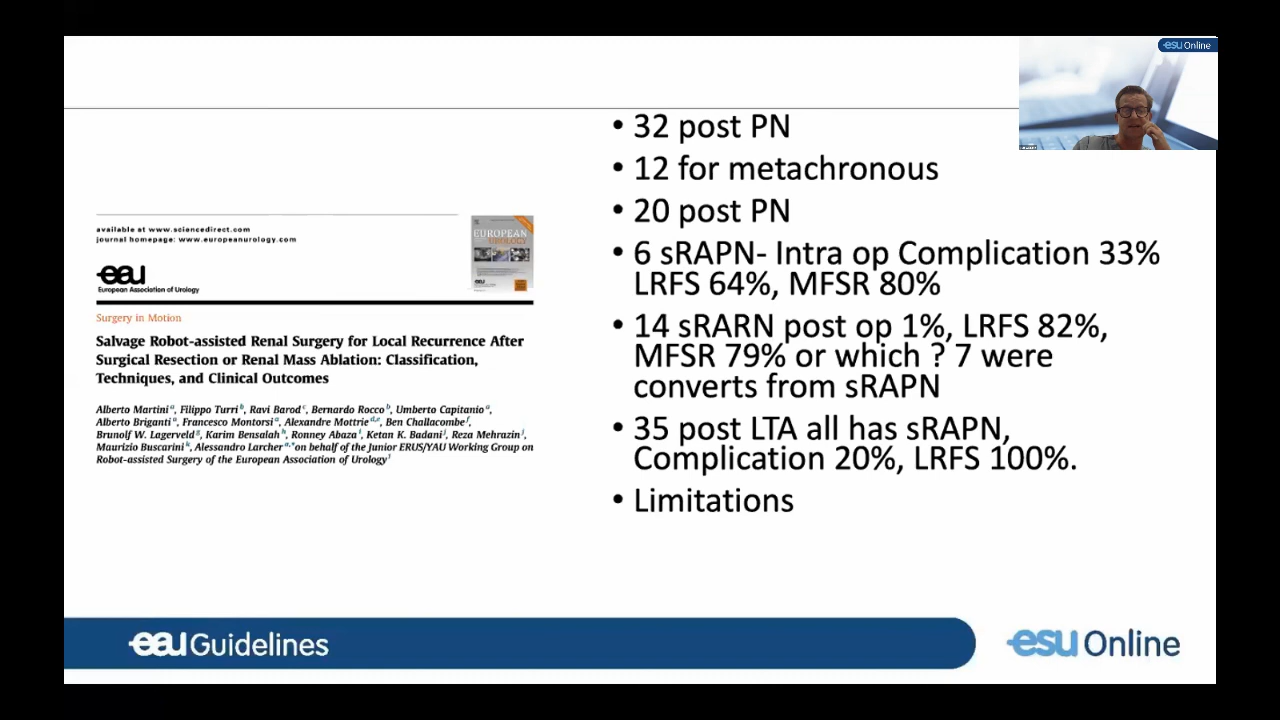 esu Online
• 32 post PN
• 12 for metachronous
• 20 post PN
• 6 sRAPN- Intra op Complication 33%
LRFS 64%, MFSR 80%
• 14 sRARN post op 1%, LRFS 82%,
MFSR 79% or which ? 7 were
converts from sRAPN
• 35 post LTA all has sRAPN,
Complication 20%, LRFS 100%.
• Limitations
available at www.sciencedirect.com
journal homepage: www.europeanurology.com
EUROPEAN
UROLOGY
eau
European Association of Urology
Surgery in Motion
Salvage Robot-assisted Renal Surgery for Local Recurrence After
Surgical Resection or Renal Mass Ablation: Classification,
Techniques, and Clinical Outcomes
Alberto Martini a, Filippo Turri b, Ravi Barod c, Bernardo Rocco b, Umberto Capitanio a,
Alberto Briganti a, Francesco Montorsi a, Alexandre Mottrie d,e, Ben Challacombe f,
Brunolf W. Lagerveld g, Karim Bensalah h, Ronney Abaza i, Ketan K. Badani j, Reza Mehrazin j,
Maurizio Buscarini k, Alessandro Larcher a,* on behalf of the Junior ERUS/YAU Working Group on
Robot-assisted Surgery of the European Association of Urology l
eau Guidelines
esu Online